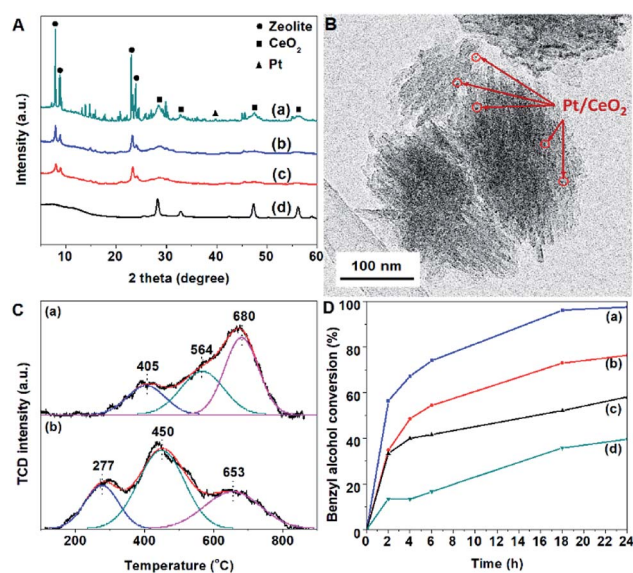 A
● Zeolite
■ CeO₂
▲ Pt
(a)
(b)
(c)
(d)
Intensity (a.u.)
10 20 30 40 50 60
2 theta (degree)
B
Pt/CeO₂
100 nm
C
(a)
680
564
405
(b)
450
277
653
TCD intensity (a.u.)
200 400 600 800
Temperature (°C)
D
100
80
60
40
20
0
(a)
(b)
(c)
(d)
Benzyl alcohol conversion (%)
0 2 4 6 8 10 12 14 16 18 20 22 24
Time (h)